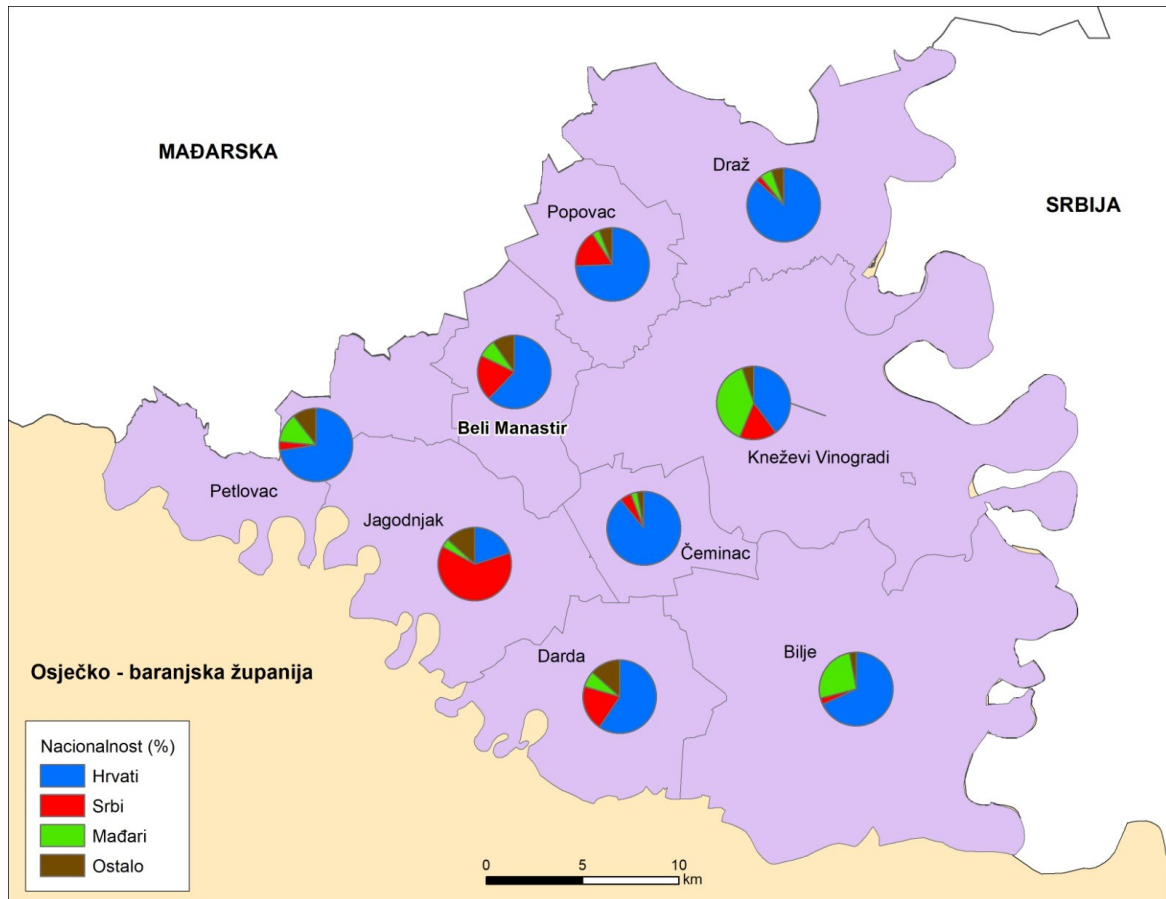 MAĐARSKA
Draž
SRBIJA
Popovac
Beli Manastir
Kneževi Vinogradi
Petlovac
Jagodnjak
Čeminac
Darda
Bilje
Osječko - baranjska županija
Nacionalnost (%)
Hrvati
Srbi
Mađari
Ostalo
0 5 10
km